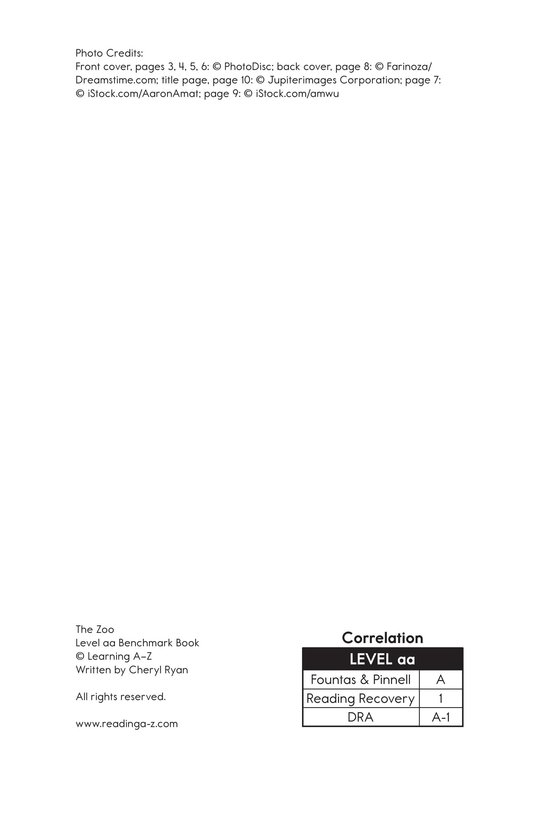 Photo Credits:
Front cover, pages 3, 4, 5, 6: © PhotoDisc; back cover, page 8: © Farinoza/
Dreamstime.com; title page, page 10: © Jupiterimages Corporation; page 7:
© iStock.com/AaronAmat; page 9: © iStock.com/amwu
The Zoo
Level aa Benchmark Book
© Learning A–Z
Written by Cheryl Ryan
All rights reserved.
www.readinga-z.com
Correlation
LEVEL aa
Fountas & Pinnell A
Reading Recovery 1
DRA A-1